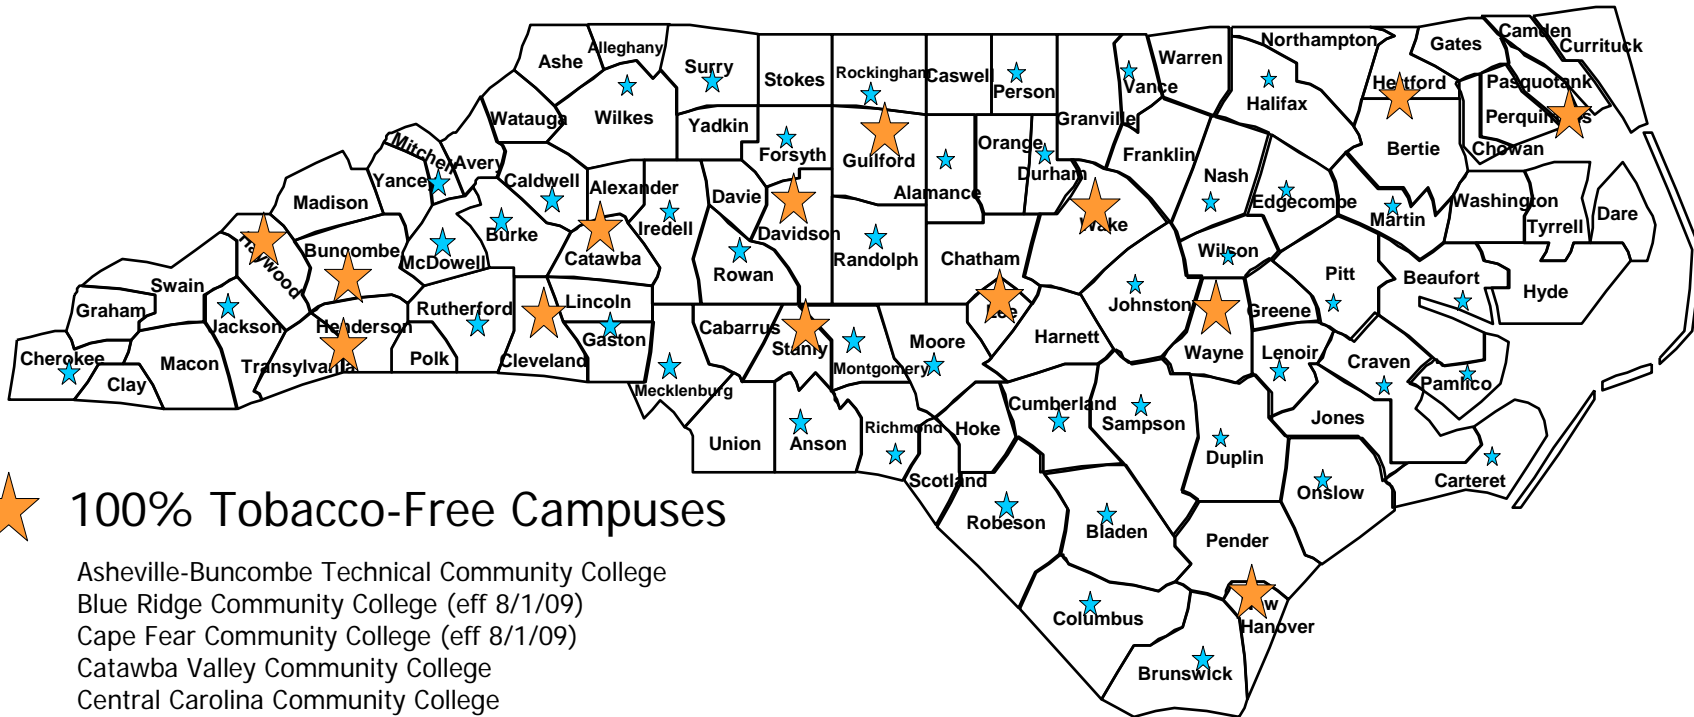 Camden
Currituck
Northampton
Gates
Alleghany
Ashe
Surry
Stokes
Rockingham
Caswell
Person
Vance
Warren
Halifax
Hertford
Pasquotank
Perquimans
Chowan
Watauga
Wilkes
Yadkin
Forsyth
Guilford
Alamance
Orange
Durham
Granville
Franklin
Nash
Edgecombe
Bertie
Martin
Washington
Tyrrell
Dare
Mitchell
Avery
Yancey
Caldwell
Alexander
Iredell
Davie
Davidson
Randolph
Chatham
Wake
Wilson
Pitt
Beaufort
Hyde
Madison
Haywood
Buncombe
McDowell
Burke
Catawba
Rowan
Lee
Johnston
Wayne
Greene
Swain
Graham
Jackson
Henderson
Rutherford
Lincoln
Gaston
Cleveland
Cabarrus
Stanly
Montgomery
Moore
Harnett
Lenoir
Craven
Pamlico
Cherokee
Clay
Macon
Transylvania
Polk
Mecklenburg
Union
Anson
Richmond
Hoke
Cumberland
Sampson
Duplin
Jones
Onslow
Carteret
Scotland
Robeson
Bladen
Pender
New
Hanover
Columbus
Brunswick
100% Tobacco-Free Campuses
Asheville-Buncombe Technical Community College
Blue Ridge Community College (eff 8/1/09)
Cape Fear Community College (eff 8/1/09)
Catawba Valley Community College
Central Carolina Community College